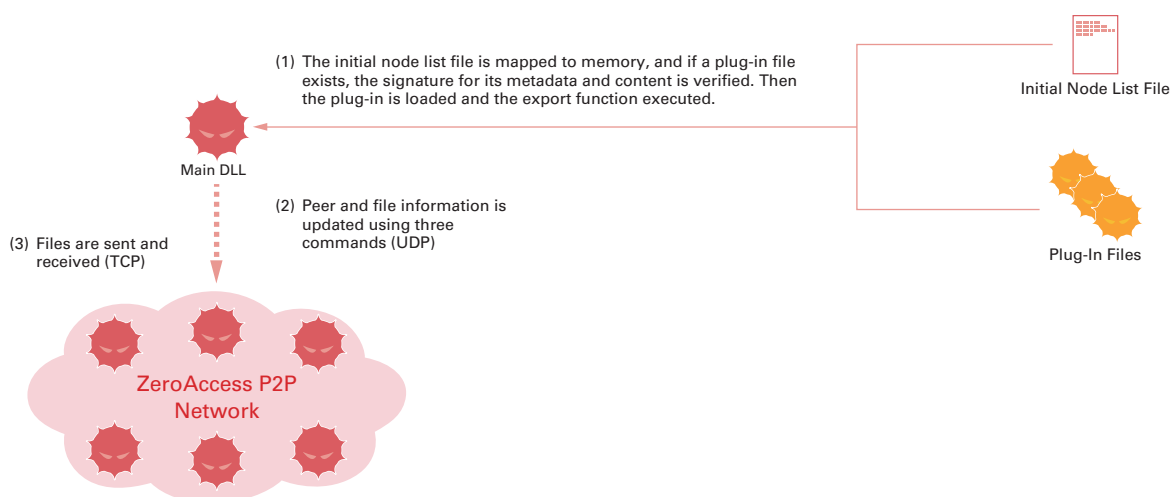 (1) The initial node list file is mapped to memory, and if a plug-in file
exists, the signature for its metadata and content is verified. Then
the plug-in is loaded and the export function executed.
Initial Node List File
Main DLL
(2) Peer and file information is
updated using three
commands (UDP)
(3) Files are sent and
received (TCP)
Plug-In Files
ZeroAccess P2P
Network